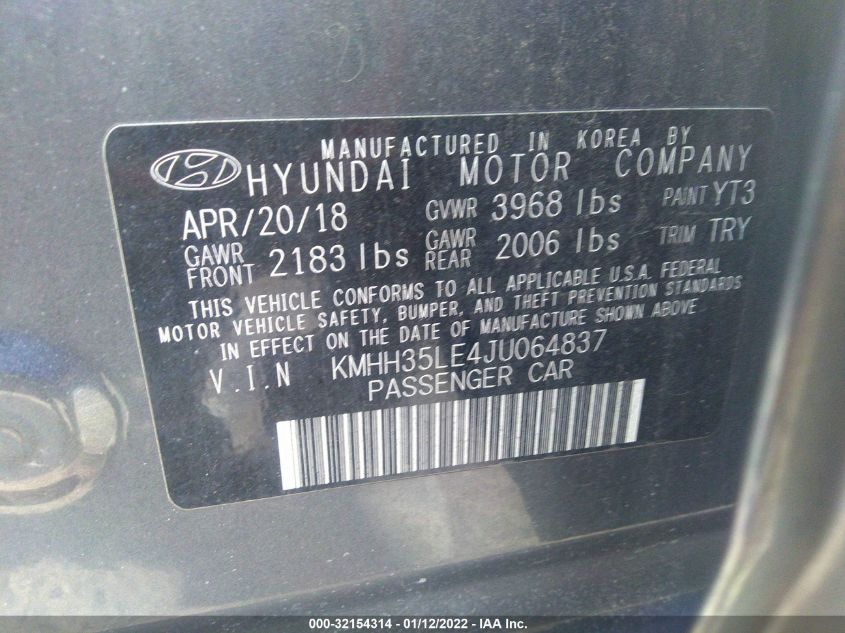 MANUFACTURED IN KOREA BY
HYUNDAI MOTOR COMPANY
APR/20/18 GVWR 3968 lbs PAINT YT3
GAWR FRONT 2183 lbs GAWR REAR 2006 lbs TRIM TRY
THIS VEHICLE CONFORMS TO ALL APPLICABLE U.S.A. FEDERAL
MOTOR VEHICLE SAFETY, BUMPER, AND THEFT PREVENTION STANDARDS
IN EFFECT ON THE DATE OF MANUFACTURE SHOWN ABOVE
V.I.N KMHH35LE4JU064837
PASSENGER CAR
000-32154314 - 01/12/2022 - IAA Inc.